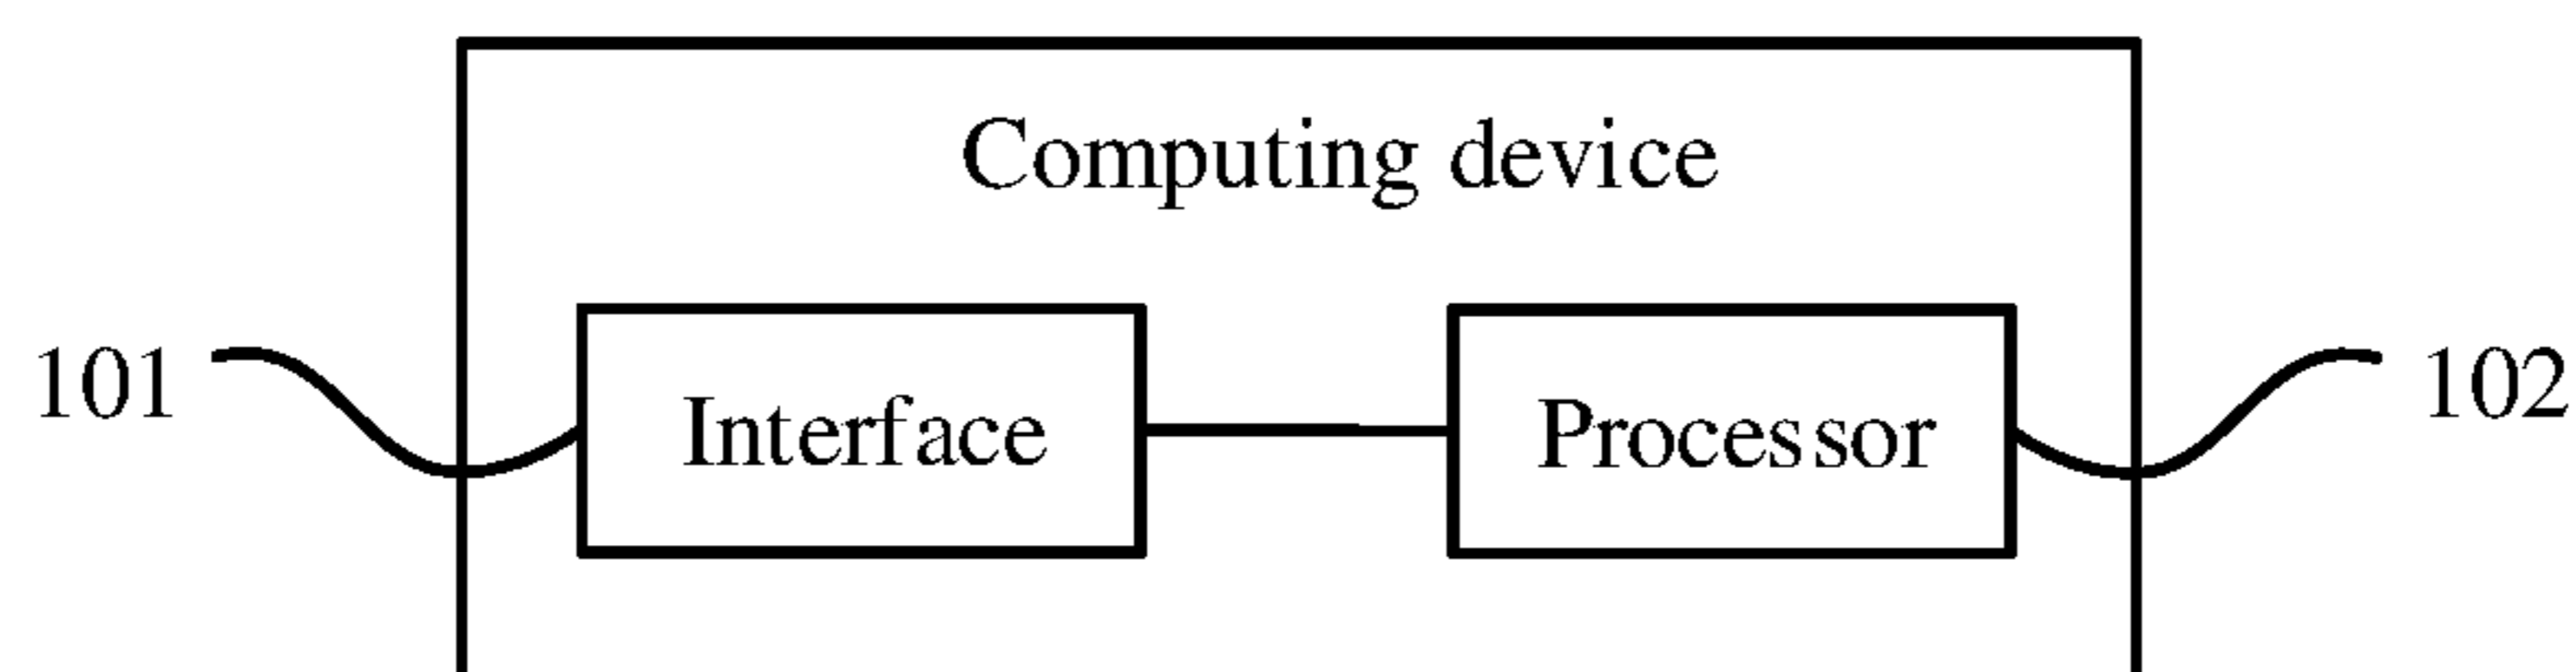 Computing device
101
Interface
Processor
102